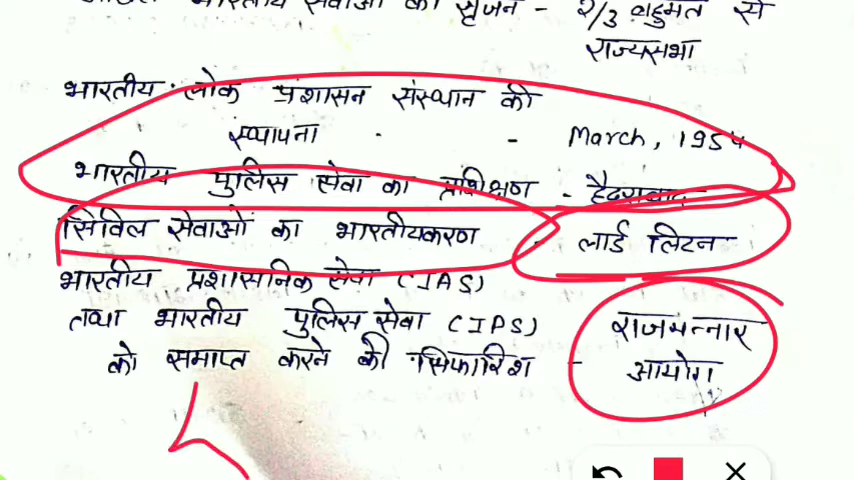 भारतीय सेवाओं का सृजन - 2/3 बहुमत से
राज्यसभा
भारतीय लोक प्रशासन संस्थान की
स्थापना - March, 1954
भारतीय पुलिस सेवा का प्रशिक्षण - हैदराबाद
सिविल सेवाओं का भारतीयकरण - लार्ड लिटन
भारतीय प्रशासनिक सेवा (IAS)
तथा भारतीय पुलिस सेवा (IPS)
को समाप्त करने की सिफारिश - राजमन्नार
आयोग